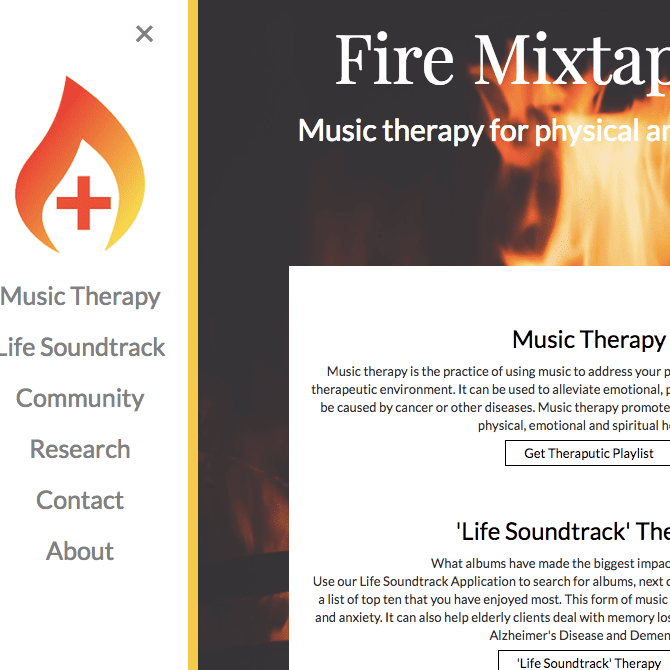 ×
Music Therapy
Life Soundtrack
Community
Research
Contact
About
Fire Mixtap
Music therapy for physical an
Music Therapy
Music therapy is the practice of using music to address your p
therapeutic environment. It can be used to alleviate emotional, p
be caused by cancer or other diseases. Music therapy promote
physical, emotional and spiritual h
Get Theraputic Playlist
'Life Soundtrack' The
What albums have made the biggest impac
Use our Life Soundtrack Application to search for albums, next c
a list of top ten that you have enjoyed most. This form of music
and anxiety. It can also help elderly clients deal with memory los
Alzheimer's Disease and Demen
'Life Soundtrack' Therapy